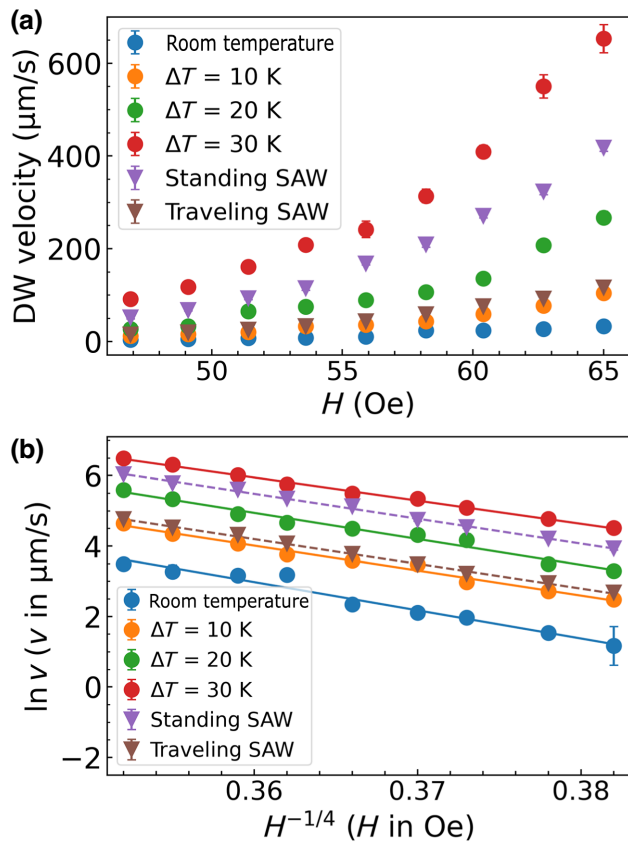 (a)
600
400
200
0
DW velocity (μm/s)
Room temperature
ΔT = 10 K
ΔT = 20 K
ΔT = 30 K
Standing SAW
Traveling SAW
50
55
60
65
H (Oe)
(b)
6
4
2
0
−2
ln v (v in μm/s)
Room temperature
ΔT = 10 K
ΔT = 20 K
ΔT = 30 K
Standing SAW
Traveling SAW
0.36
0.37
0.38
H⁻¹/⁴ (H in Oe)